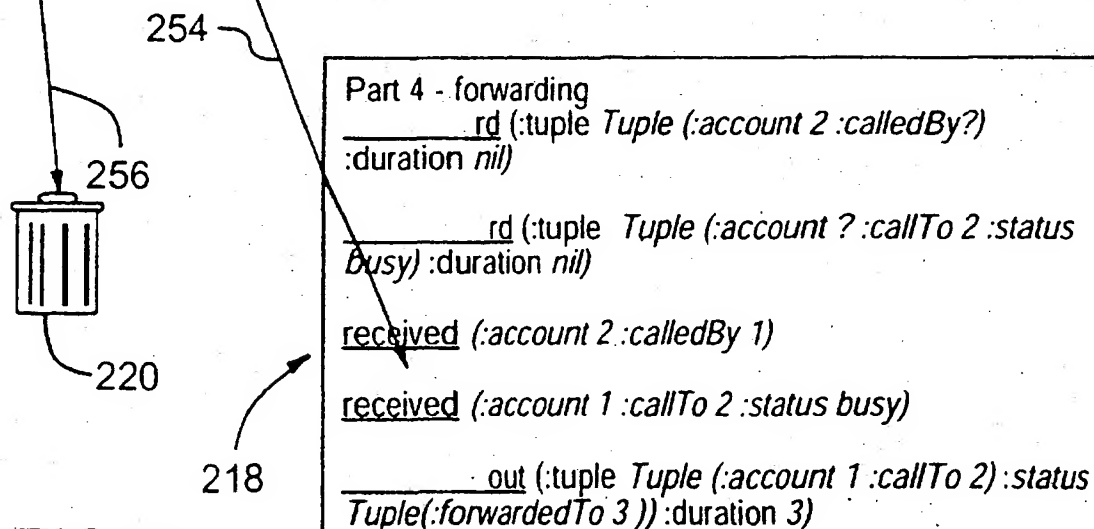 254
Part 4 - forwarding
rd (:tuple Tuple (:account 2 :calledBy?)
:duration nil)
256
rd (:tuple Tuple (:account ? :callTo 2 :status
busy) :duration nil)
received (:account 2 :calledBy 1)
220
received (:account 1 :callTo 2 :status busy)
218
out (:tuple Tuple (:account 1 :callTo 2) :status
Tuple(:forwardedTo 3 )) :duration 3)